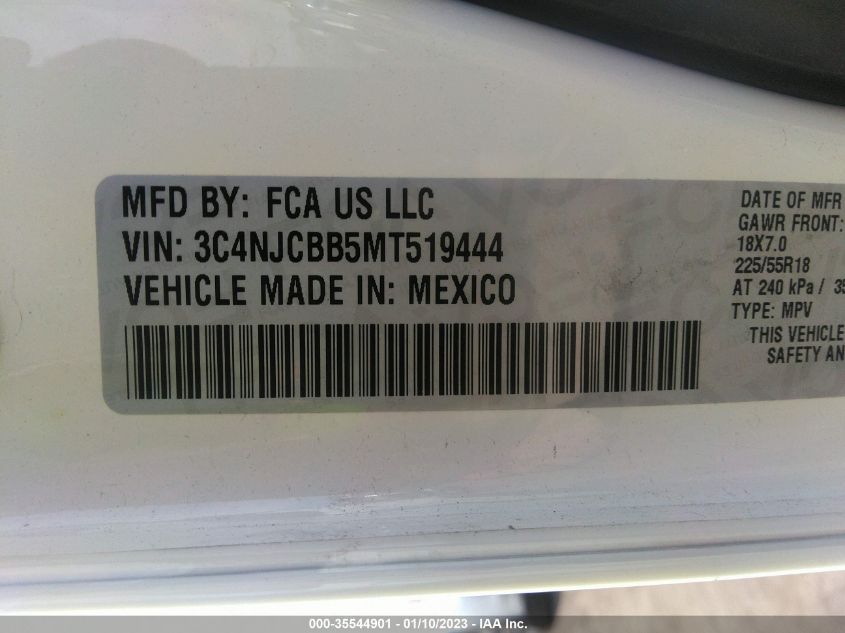 MFD BY: FCA US LLC
VIN: 3C4NJCBB5MT519444
VEHICLE MADE IN: MEXICO
DATE OF MFR
GAWR FRONT:
18X7.0
225/55R18
AT 240 kPa / 35
TYPE: MPV
THIS VEHICLE
SAFETY AN
000-35544901 - 01/10/2023 - IAA Inc.